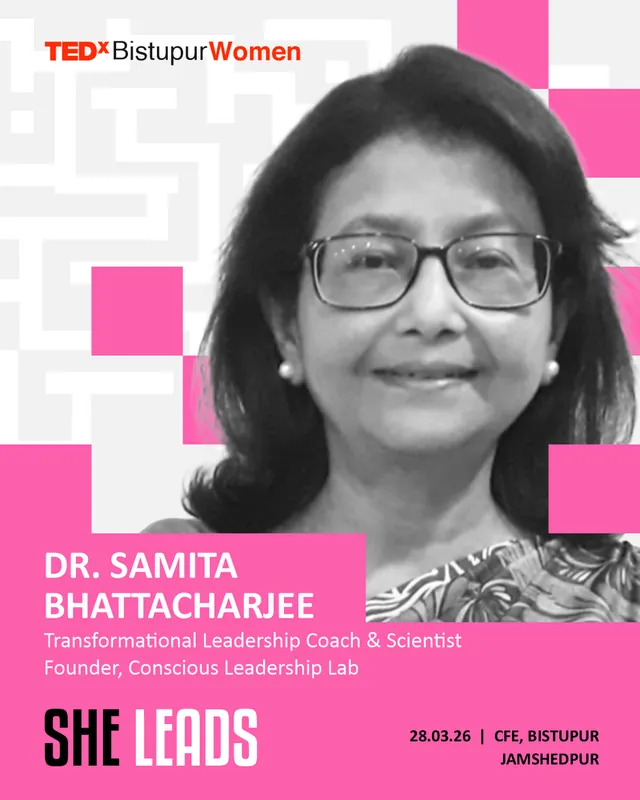 TEDxBistupurWomen
DR. SAMITA
BHATTACHARJEE
Transformational Leadership Coach & Scientist
Founder, Conscious Leadership Lab
SHE LEADS
28.03.26 | CFE, BISTUPUR
JAMSHEDPUR